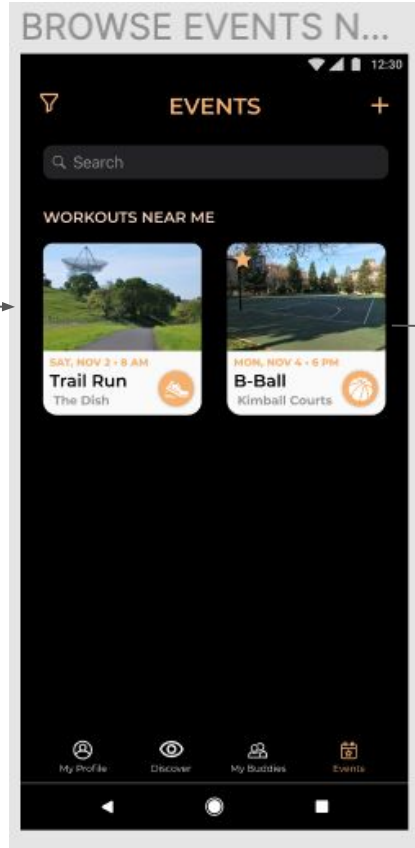 BROWSE EVENTS N...
12:30
EVENTS
Search
WORKOUTS NEAR ME
SAT, NOV 2 • 8 AM
Trail Run
The Dish
MON, NOV 4 • 6 PM
B-Ball
Kimball Courts
My Profile
Discover
My Buddies
Events